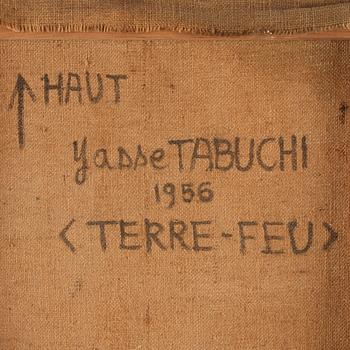 ↑ HAUT
Yasse TABUCHI
1956
< TERRE-FEU >